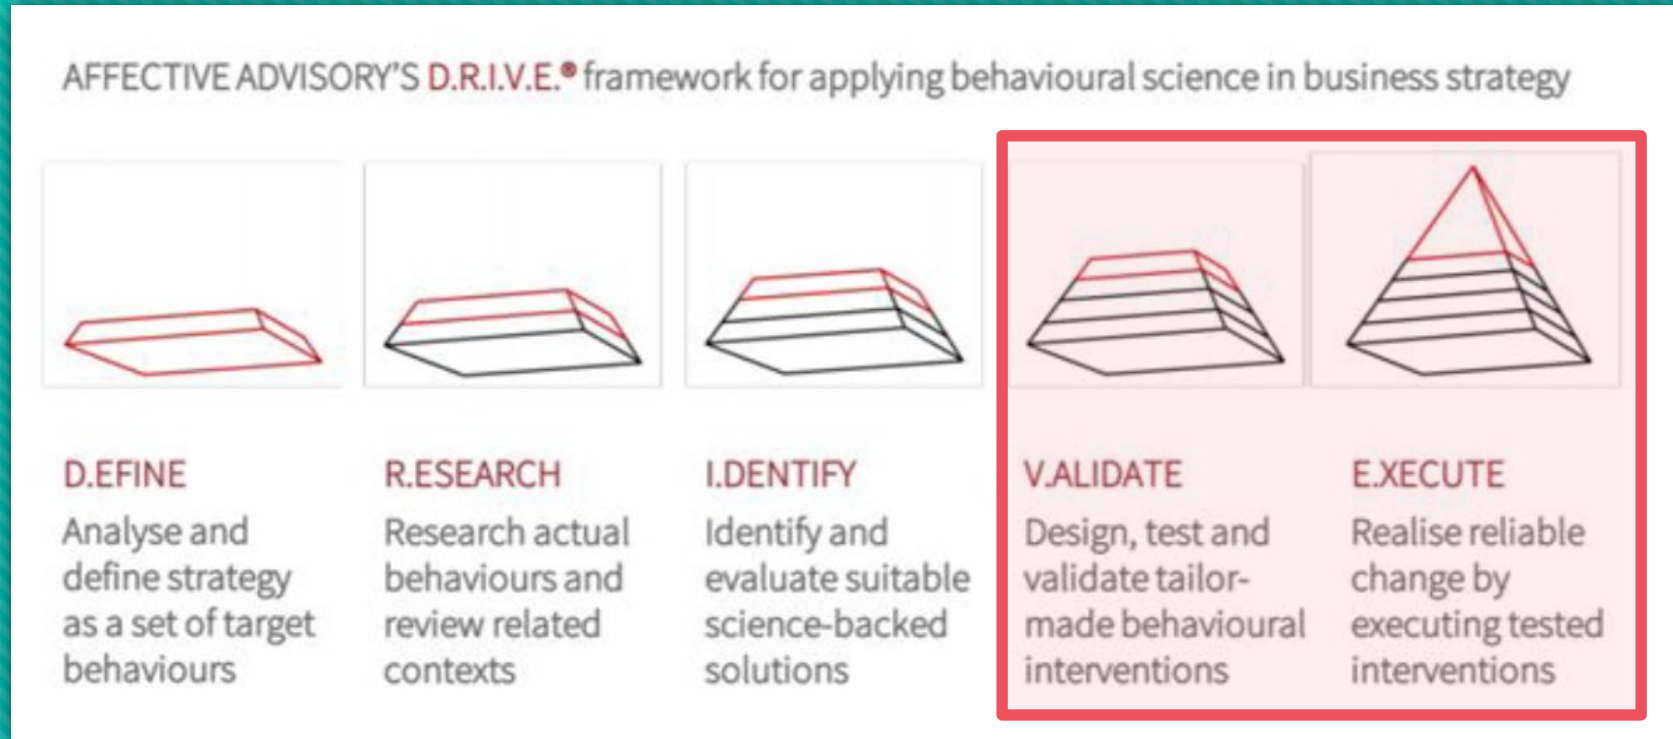 AFFECTIVE ADVISORY'S D.R.I.V.E.® framework for applying behavioural science in business strategy
D.EFINE
Analyse and
define strategy
as a set of target
behaviours
R.ESEARCH
Research actual
behaviours and
review related
contexts
I.DENTIFY
Identify and
evaluate suitable
science-backed
solutions
V.ALIDATE
Design, test and
validate tailor-
made behavioural
interventions
E.XECUTE
Realise reliable
change by
executing tested
interventions